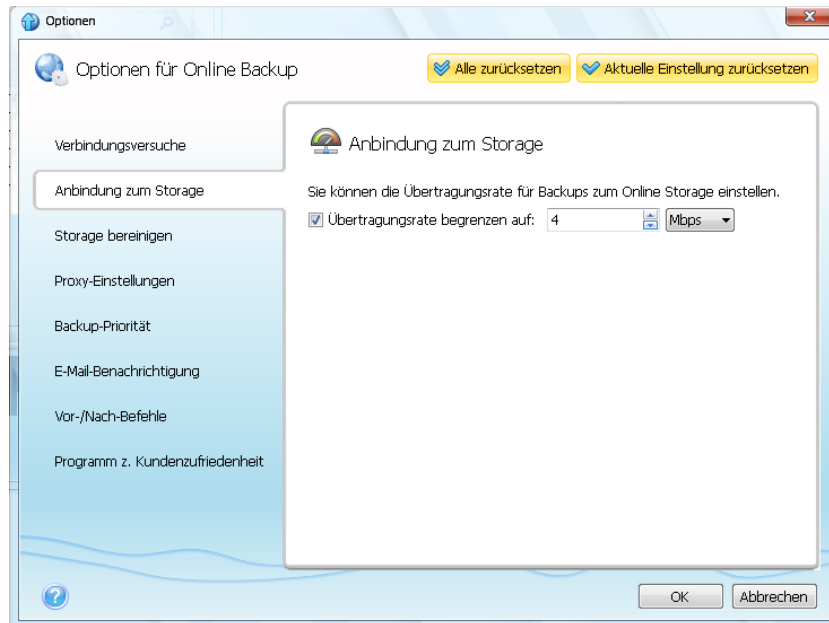 Optionen
Optionen für Online Backup
Alle zurücksetzen
Aktuelle Einstellung zurücksetzen
Verbindungsversuche
Anbindung zum Storage
Storage bereinigen
Proxy-Einstellungen
Backup-Priorität
E-Mail-Benachrichtigung
Vor-/Nach-Befehle
Programm z. Kundenzufriedenheit
Anbindung zum Storage
Sie können die Übertragungsrate für Backups zum Online Storage einstellen.
Übertragungsrate begrenzen auf: 4 Mbps
OK
Abbrechen